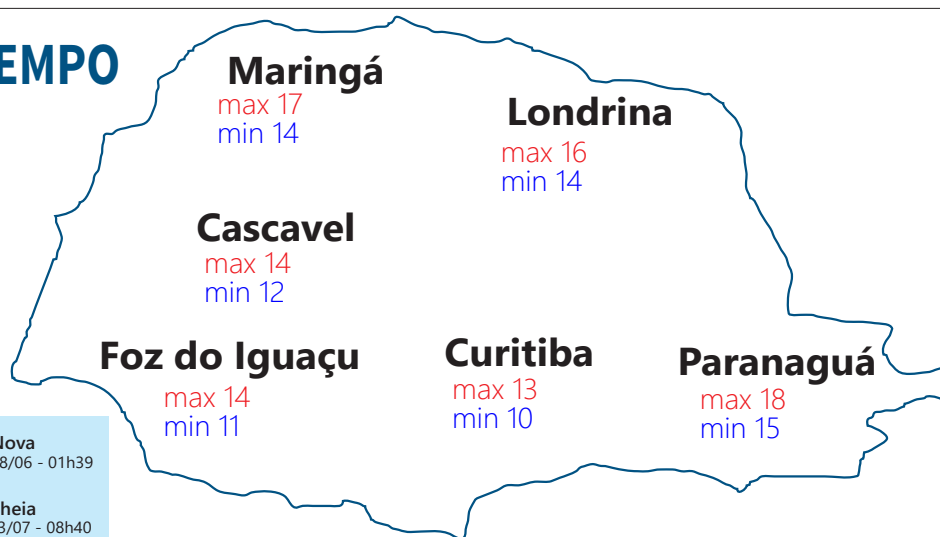 EMPO
Maringá
max 17
min 14
Londrina
max 16
min 14
Cascavel
max 14
min 12
Foz do Iguaçu
max 14
min 11
Curitiba
max 13
min 10
Paranaguá
max 18
min 15
Nova
8/06 - 01h39
heia
3/07 - 08h40